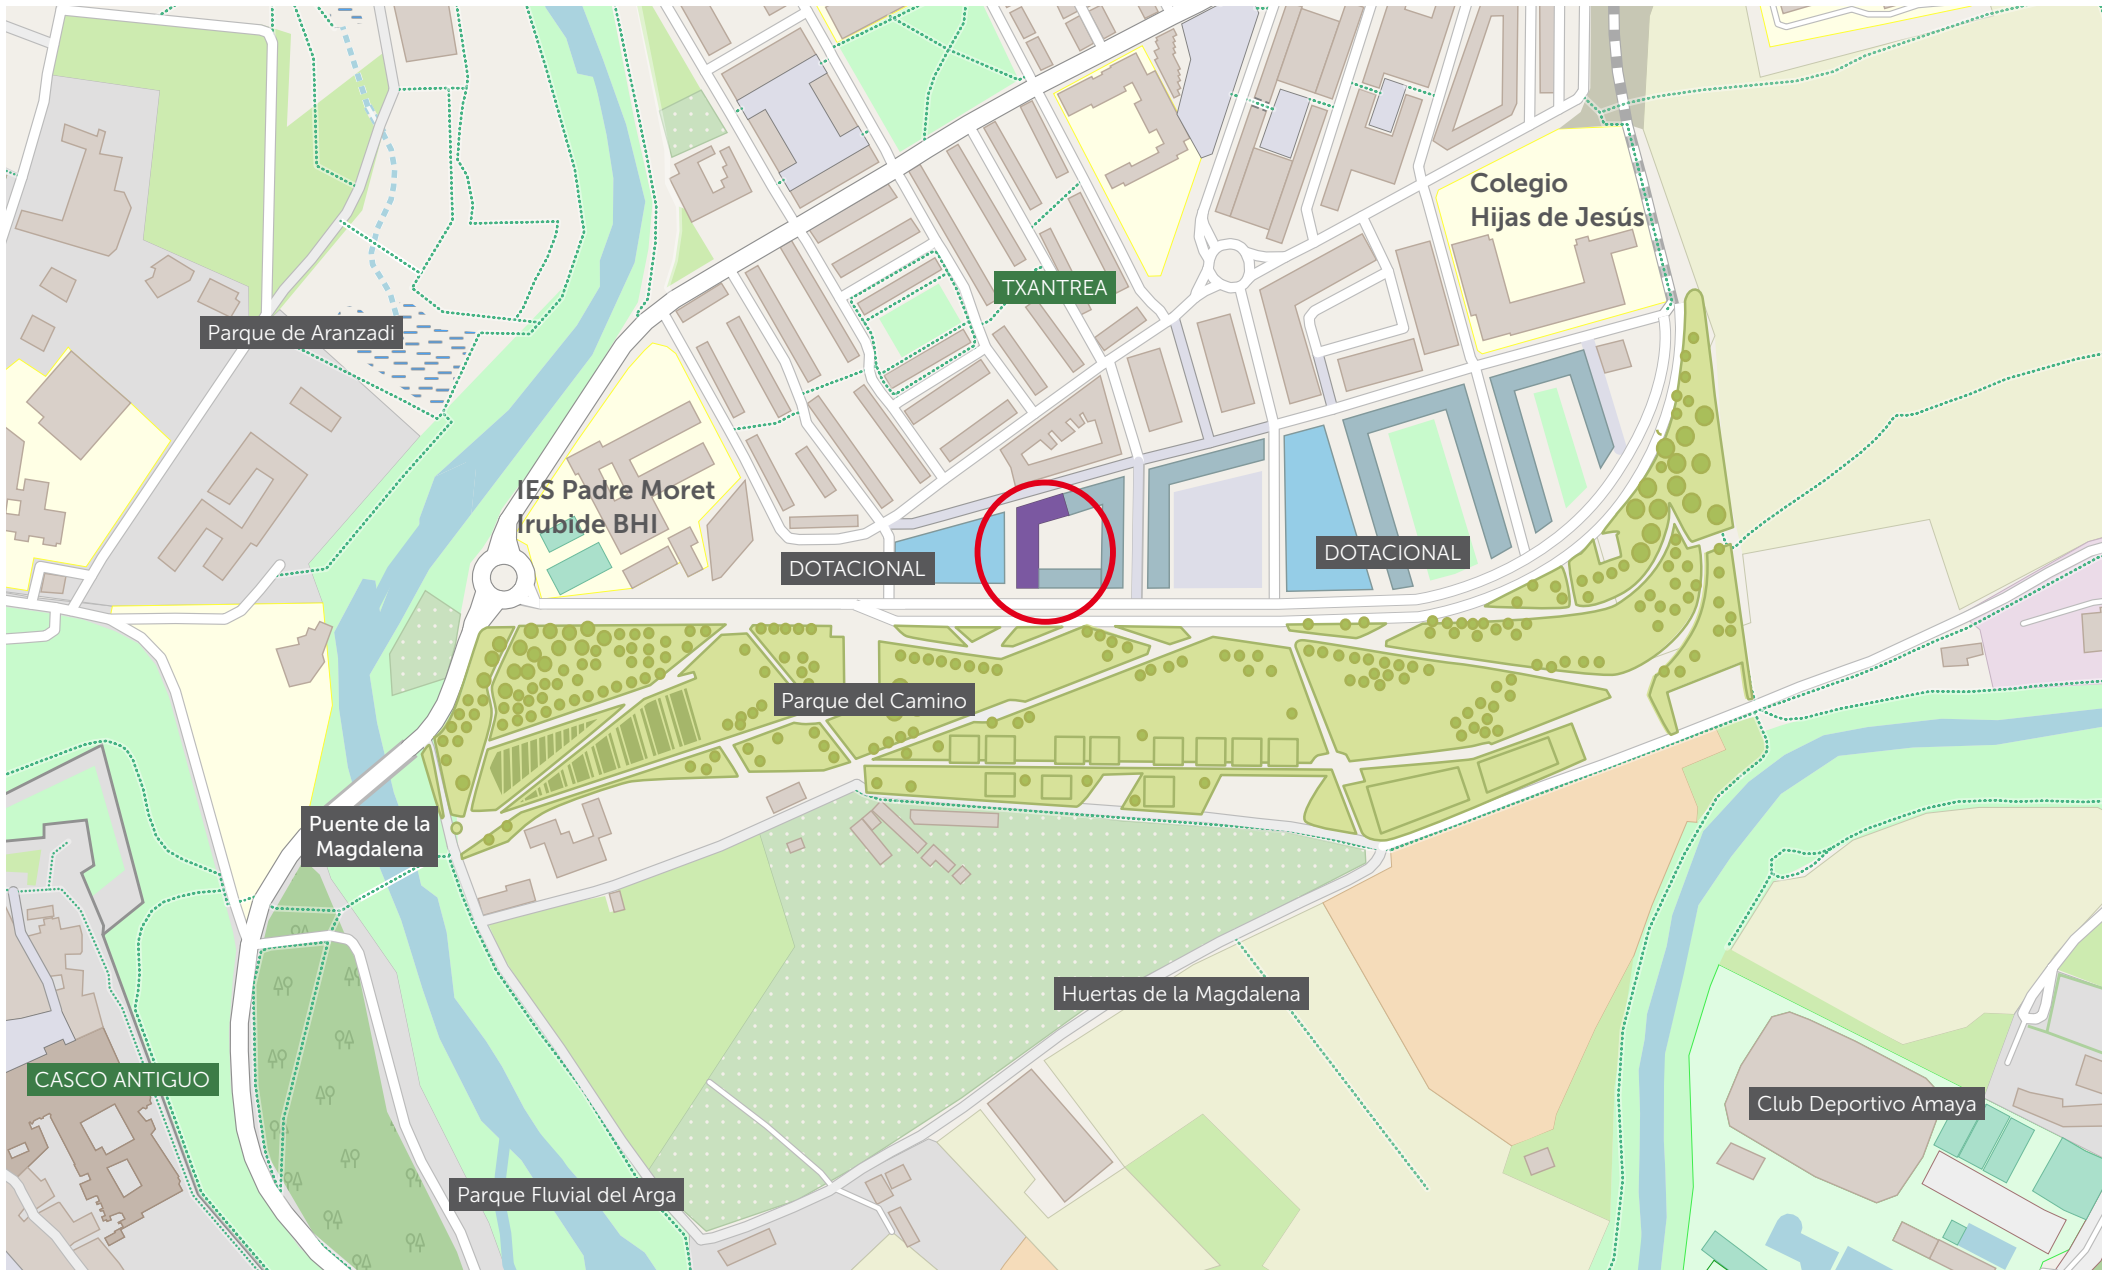 Colegio
Hijas de Jesús
TXANTREA
Parque de Aranzadi
IES Padre Moret
Irubide BHI
DOTACIONAL
DOTACIONAL
Parque del Camino
Puente de la
Magdalena
Huertas de la Magdalena
CASCO ANTIGUO
Club Deportivo Amaya
Parque Fluvial del Arga